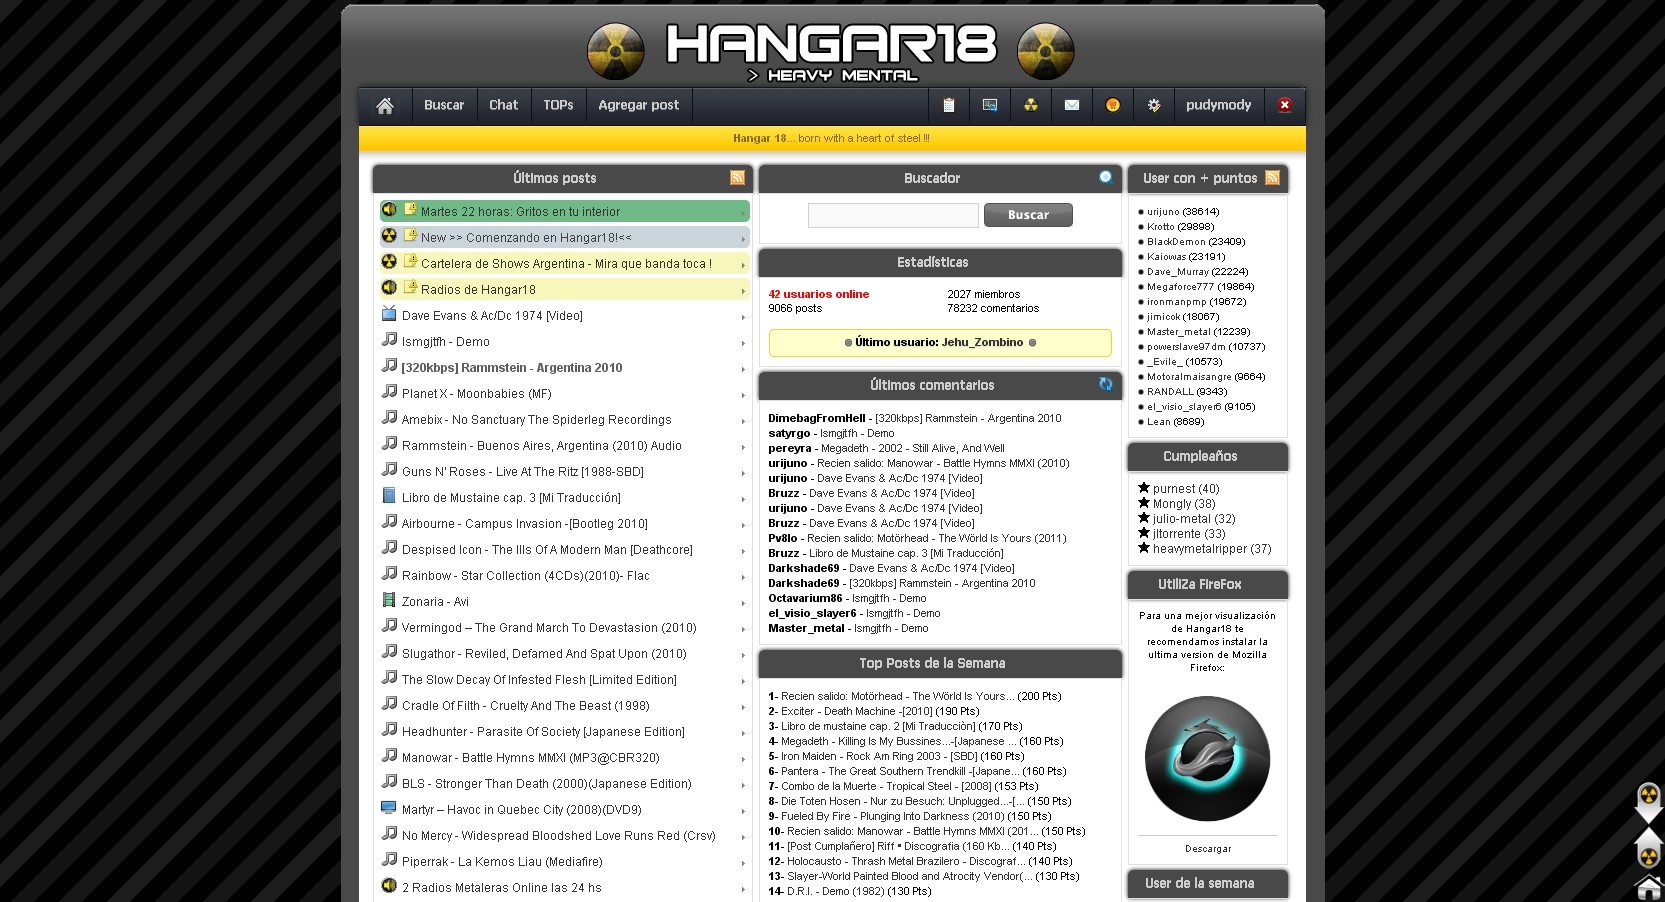 HANGAR18
> HEAVY MENTAL
Buscar
Chat
TOPs
Agregar post
pudymody
Hangar 18... born with a heart of steel !!!
Últimos posts
Martes 22 horas: Gritos en tu interior
New >> Comenzando en Hangar18!<<
Cartelera de Shows Argentina - Mira que banda toca !
Radios de Hangar18
Dave Evans & Ac/Dc 1974 [Video]
Ismgjtfh - Demo
[320kbps] Rammstein - Argentina 2010
Planet X - Moonbabies (MF)
Amebix - No Sanctuary The Spiderleg Recordings
Rammstein - Buenos Aires, Argentina (2010) Audio
Guns N' Roses - Live At The Ritz [1988-SBD]
Libro de Mustaine cap. 3 [Mi Traducción]
Airbourne - Campus Invasion -[Bootleg 2010]
Despised Icon - The Ills Of A Modern Man [Deathcore]
Rainbow - Star Collection (4CDs)(2010)- Flac
Zonaria - Avi
Vermingod – The Grand March To Devastasion (2010)
Slugathor - Reviled, Defamed And Spat Upon (2010)
The Slow Decay Of Infested Flesh [Limited Edition]
Cradle Of Filth - Cruelty And The Beast (1998)
Headhunter - Parasite Of Society [Japanese Edition]
Manowar - Battle Hymns MMXI (MP3@CBR320)
BLS - Stronger Than Death (2000)(Japanese Edition)
Martyr – Havoc in Quebec City (2008)(DVD9)
No Mercy - Widespread Bloodshed Love Runs Red (Crsv)
Piperrak - La Kemos Liau (Mediafire)
2 Radios Metaleras Online las 24 hs
Buscador
Buscar
Estadísticas
42 usuarios online
2027 miembros
9066 posts
78232 comentarios
Último usuario: Jehu_Zombino
Últimos comentarios
DimebagFromHell - [320kbps] Rammstein - Argentina 2010
satyrgo - Ismgjtfh - Demo
pereyra - Megadeth - 2002 - Still Alive, And Well
urijuno - Recien salido: Manowar - Battle Hymns MMXI (2010)
urijuno - Dave Evans & Ac/Dc 1974 [Video]
Bruzz - Dave Evans & Ac/Dc 1974 [Video]
urijuno - Dave Evans & Ac/Dc 1974 [Video]
Bruzz - Dave Evans & Ac/Dc 1974 [Video]
Pv8lo - Recien salido: Motörhead - The Wörld Is Yours (2011)
Bruzz - Libro de Mustaine cap. 3 [Mi Traducción]
Darkshade69 - Dave Evans & Ac/Dc 1974 [Video]
Darkshade69 - [320kbps] Rammstein - Argentina 2010
Octavarium86 - Ismgjtfh - Demo
el_visio_slayer6 - Ismgjtfh - Demo
Master_metal - Ismgjtfh - Demo
Top Posts de la Semana
1- Recien salido: Motörhead - The Wörld Is Yours... (200 Pts)
2- Exciter - Death Machine -[2010] (190 Pts)
3- Libro de mustaine cap. 2 [Mi Traducciòn] (170 Pts)
4- Megadeth - Killing Is My Bussines...-[Japanese ... (160 Pts)
5- Iron Maiden - Rock Am Ring 2003 - [SBD] (160 Pts)
6- Pantera - The Great Southern Trendkill -[Japane... (160 Pts)
7- Combo de la Muerte - Tropical Steel - [2008] (153 Pts)
8- Die Toten Hosen - Nur zu Besuch: Unplugged...-[... (150 Pts)
9- Fueled By Fire - Plunging Into Darkness (2010) (150 Pts)
10- Recien salido: Manowar - Battle Hymns MMXI (201... (150 Pts)
11- [Post Cumplañero] Riff • Discografia (160 Kb... (140 Pts)
12- Holocausto - Thrash Metal Brazilero - Discograf... (140 Pts)
13- Slayer-World Painted Blood and Atrocity Vendor(... (130 Pts)
14- D.R.I. - Demo (1982) (130 Pts)
User con + puntos
urijuno (38614)
Krotto (29898)
BlackDemon (23409)
Kaiowas (23191)
Dave_Murray (22224)
Megaforce777 (19864)
ironmanpmp (19672)
jimicok (18067)
Master_metal (12239)
powerslave97dm (10737)
_Evile_ (10573)
Motoralmaisangre (9664)
RANDALL (9343)
el_visio_slayer6 (9105)
Lean (8689)
Cumpleaños
purnest (40)
Mongly (38)
julio-metal (32)
jltorrente (33)
heavymetalripper (37)
UtiliZa FireFox
Para una mejor visualización
de Hangar18 te
recomendamos instalar la
ultima version de Mozilla
Firefox:
Descargar
User de la semana